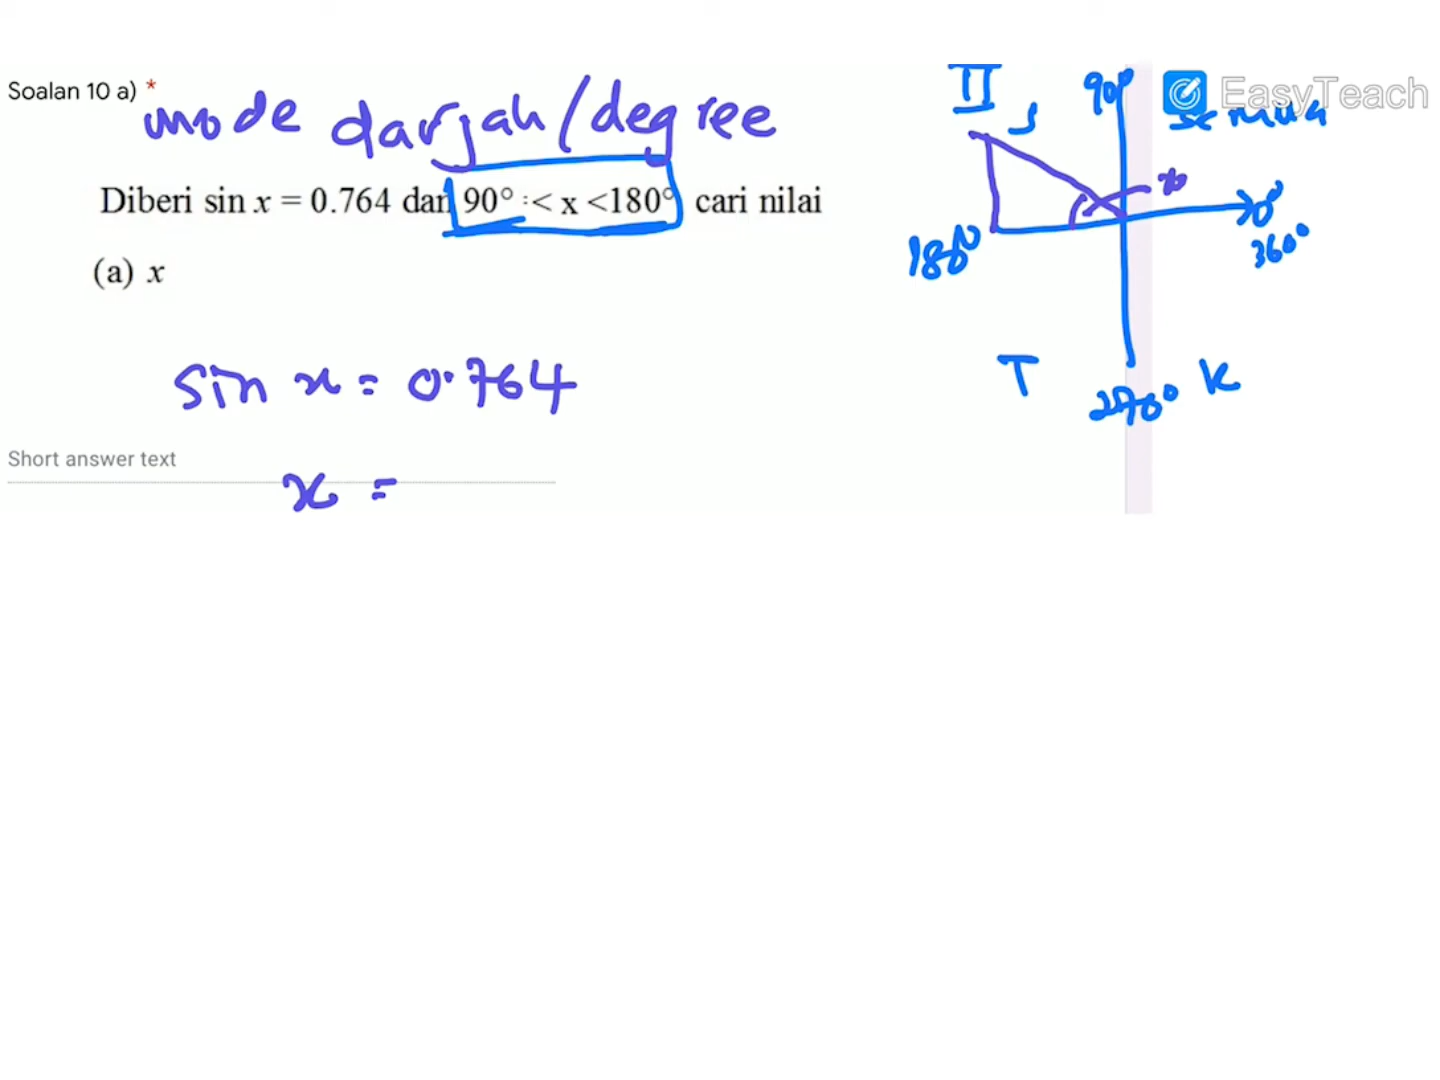 Soalan 10 a) *
mode darjah/degree
Diberi sin x = 0.764 dan 90° < x <180° cari nilai
(a) x
sin x = 0.764
Short answer text
x =
II
S
90°
EasyTeach
semua
x
0°
360°
180°
T
270°
K